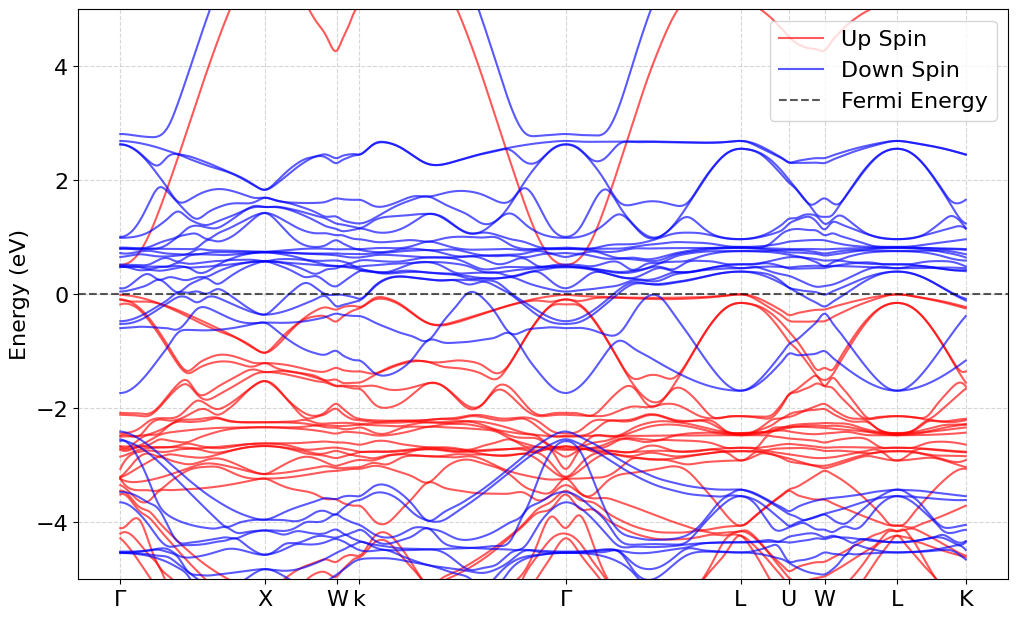 Energy (eV)
4
2
0
−2
−4
Up Spin
Down Spin
Fermi Energy
Γ X W k Γ L U W L K